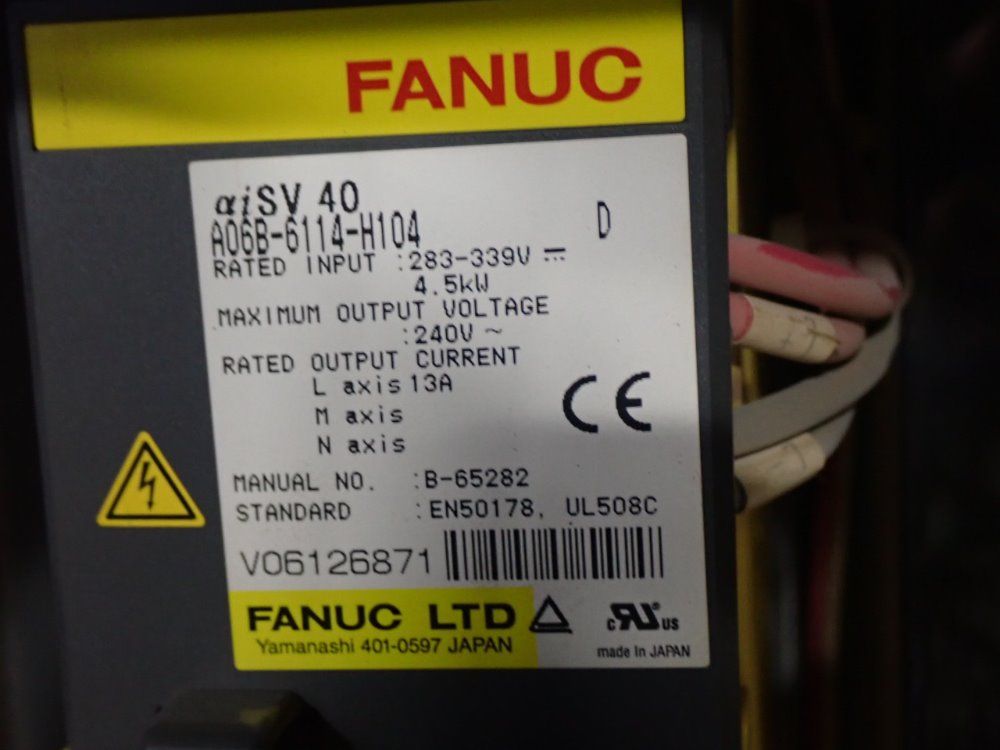 FANUC
αiSV 40
A06B-6114-H104 D
RATED INPUT :283-339V ⎓
4.5kW
MAXIMUM OUTPUT VOLTAGE
:240V ~
RATED OUTPUT CURRENT
L axis 13A
M axis
N axis
CE
MANUAL NO. :B-65282
STANDARD :EN50178, UL508C
V06126871
FANUC LTD
c RU us
Yamanashi 401-0597 JAPAN
made In JAPAN